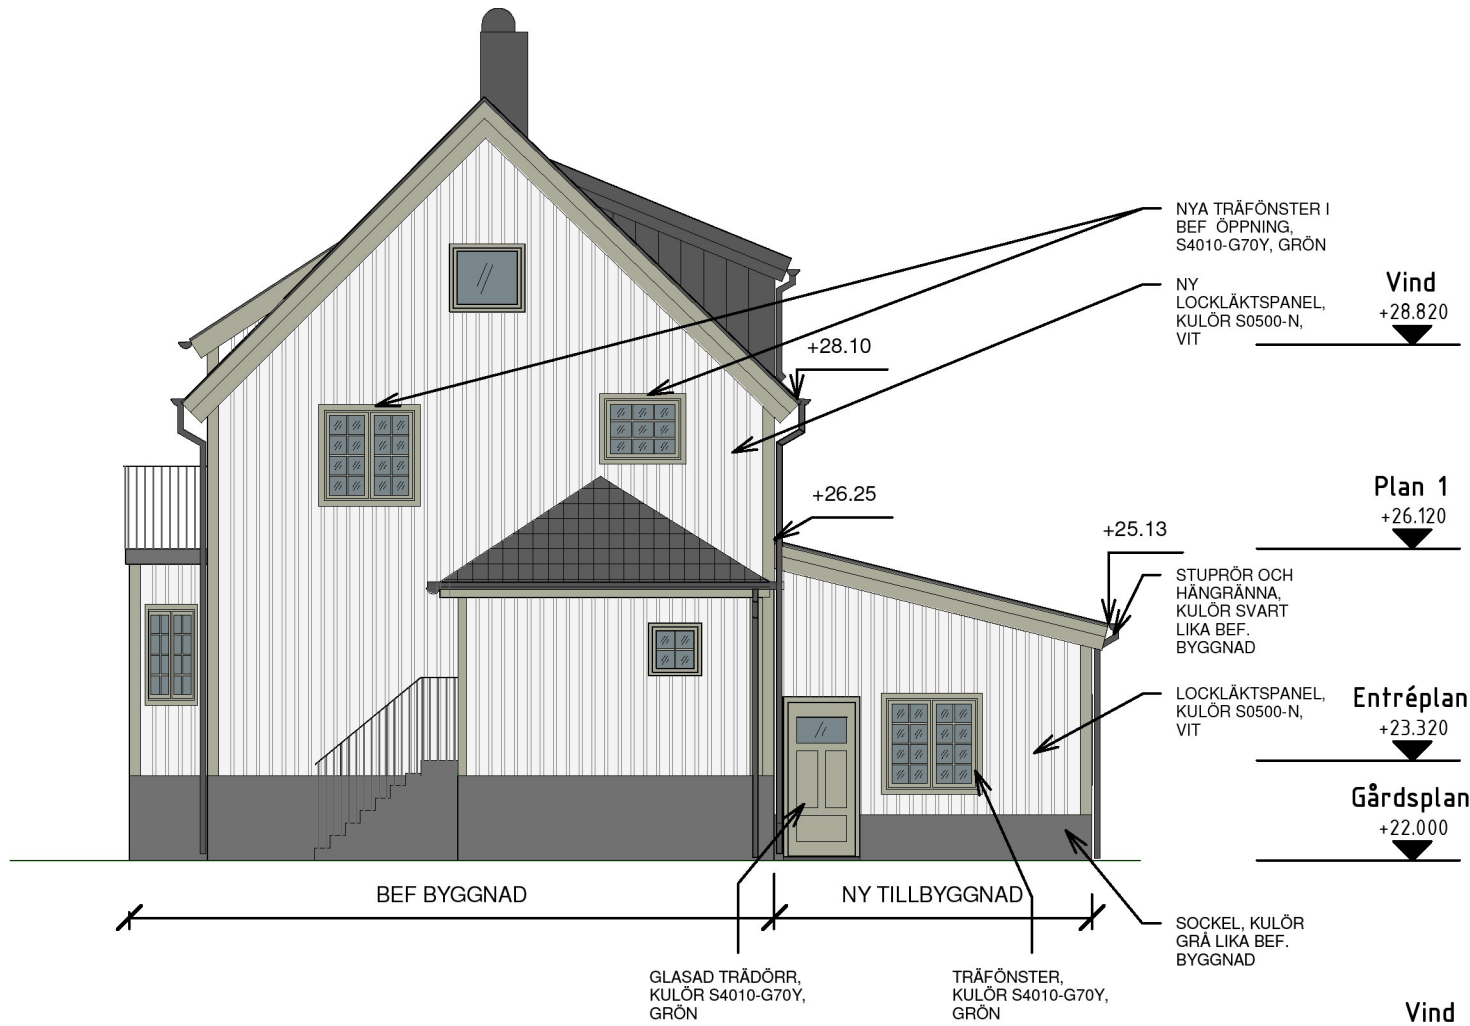 NYA TRÄFÖNSTER I
BEF ÖPPNING,
S4010-G70Y, GRÖN
NY
LOCKLÄKTSPANEL,
KULÖR S0500-N,
VIT
Vind
+28.820
+28.10
+26.25
Plan 1
+26.120
+25.13
STUPRÖR OCH
HÄNGRÄNNA,
KULÖR SVART
LIKA BEF.
BYGGNAD
LOCKLÄKTSPANEL,
KULÖR S0500-N,
VIT
Entréplan
+23.320
Gårdsplan
+22.000
BEF BYGGNAD
NY TILLBYGGNAD
SOCKEL, KULÖR
GRÅ LIKA BEF.
BYGGNAD
GLASAD TRÄDÖRR,
KULÖR S4010-G70Y,
GRÖN
TRÄFÖNSTER,
KULÖR S4010-G70Y,
GRÖN
Vind